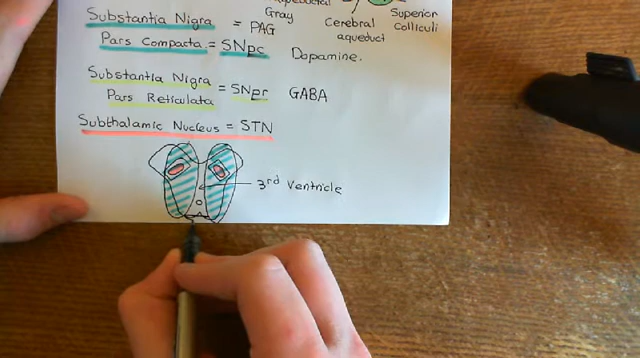 Gray
Superior
Substantia Nigra = PAG
Cerebral
Colliculi
aqueduct
Pars Compacta = SNpc
Dopamine.
Substantia Nigra
Pars Reticulata = SNpr GABA
Subthalamic Nucleus = STN
3rd Ventricle